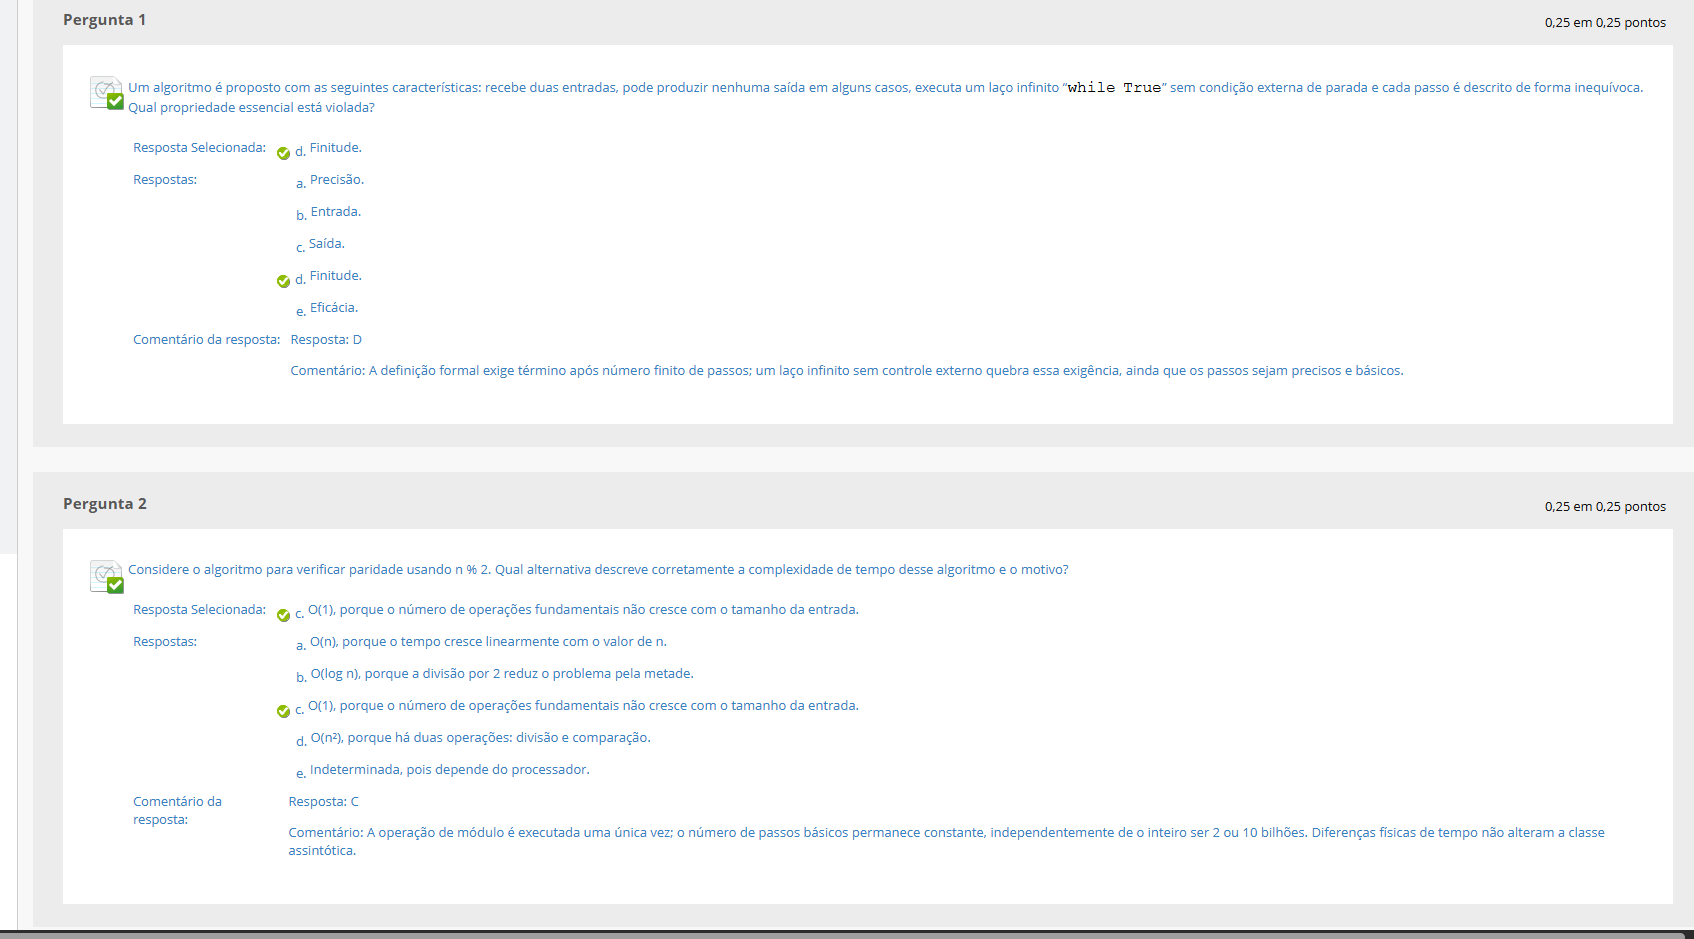 Pergunta 1
0,25 em 0,25 pontos
Um algoritmo é proposto com as seguintes características: recebe duas entradas, pode produzir nenhuma saída em alguns casos, executa um laço infinito “while True” sem condição externa de parada e cada passo é descrito de forma inequívoca.
Qual propriedade essencial está violada?
Resposta Selecionada: d. Finitude.
Respostas: a. Precisão.
b. Entrada.
c. Saída.
d. Finitude.
e. Eficácia.
Comentário da resposta: Resposta: D
Comentário: A definição formal exige término após número finito de passos; um laço infinito sem controle externo quebra essa exigência, ainda que os passos sejam precisos e básicos.
Pergunta 2
0,25 em 0,25 pontos
Considere o algoritmo para verificar paridade usando n % 2. Qual alternativa descreve corretamente a complexidade de tempo desse algoritmo e o motivo?
Resposta Selecionada: c. O(1), porque o número de operações fundamentais não cresce com o tamanho da entrada.
Respostas: a. O(n), porque o tempo cresce linearmente com o valor de n.
b. O(log n), porque a divisão por 2 reduz o problema pela metade.
c. O(1), porque o número de operações fundamentais não cresce com o tamanho da entrada.
d. O(n²), porque há duas operações: divisão e comparação.
e. Indeterminada, pois depende do processador.
Comentário da Resposta: C
resposta:
Comentário: A operação de módulo é executada uma única vez; o número de passos básicos permanece constante, independentemente de o inteiro ser 2 ou 10 bilhões. Diferenças físicas de tempo não alteram a classe
assintótica.